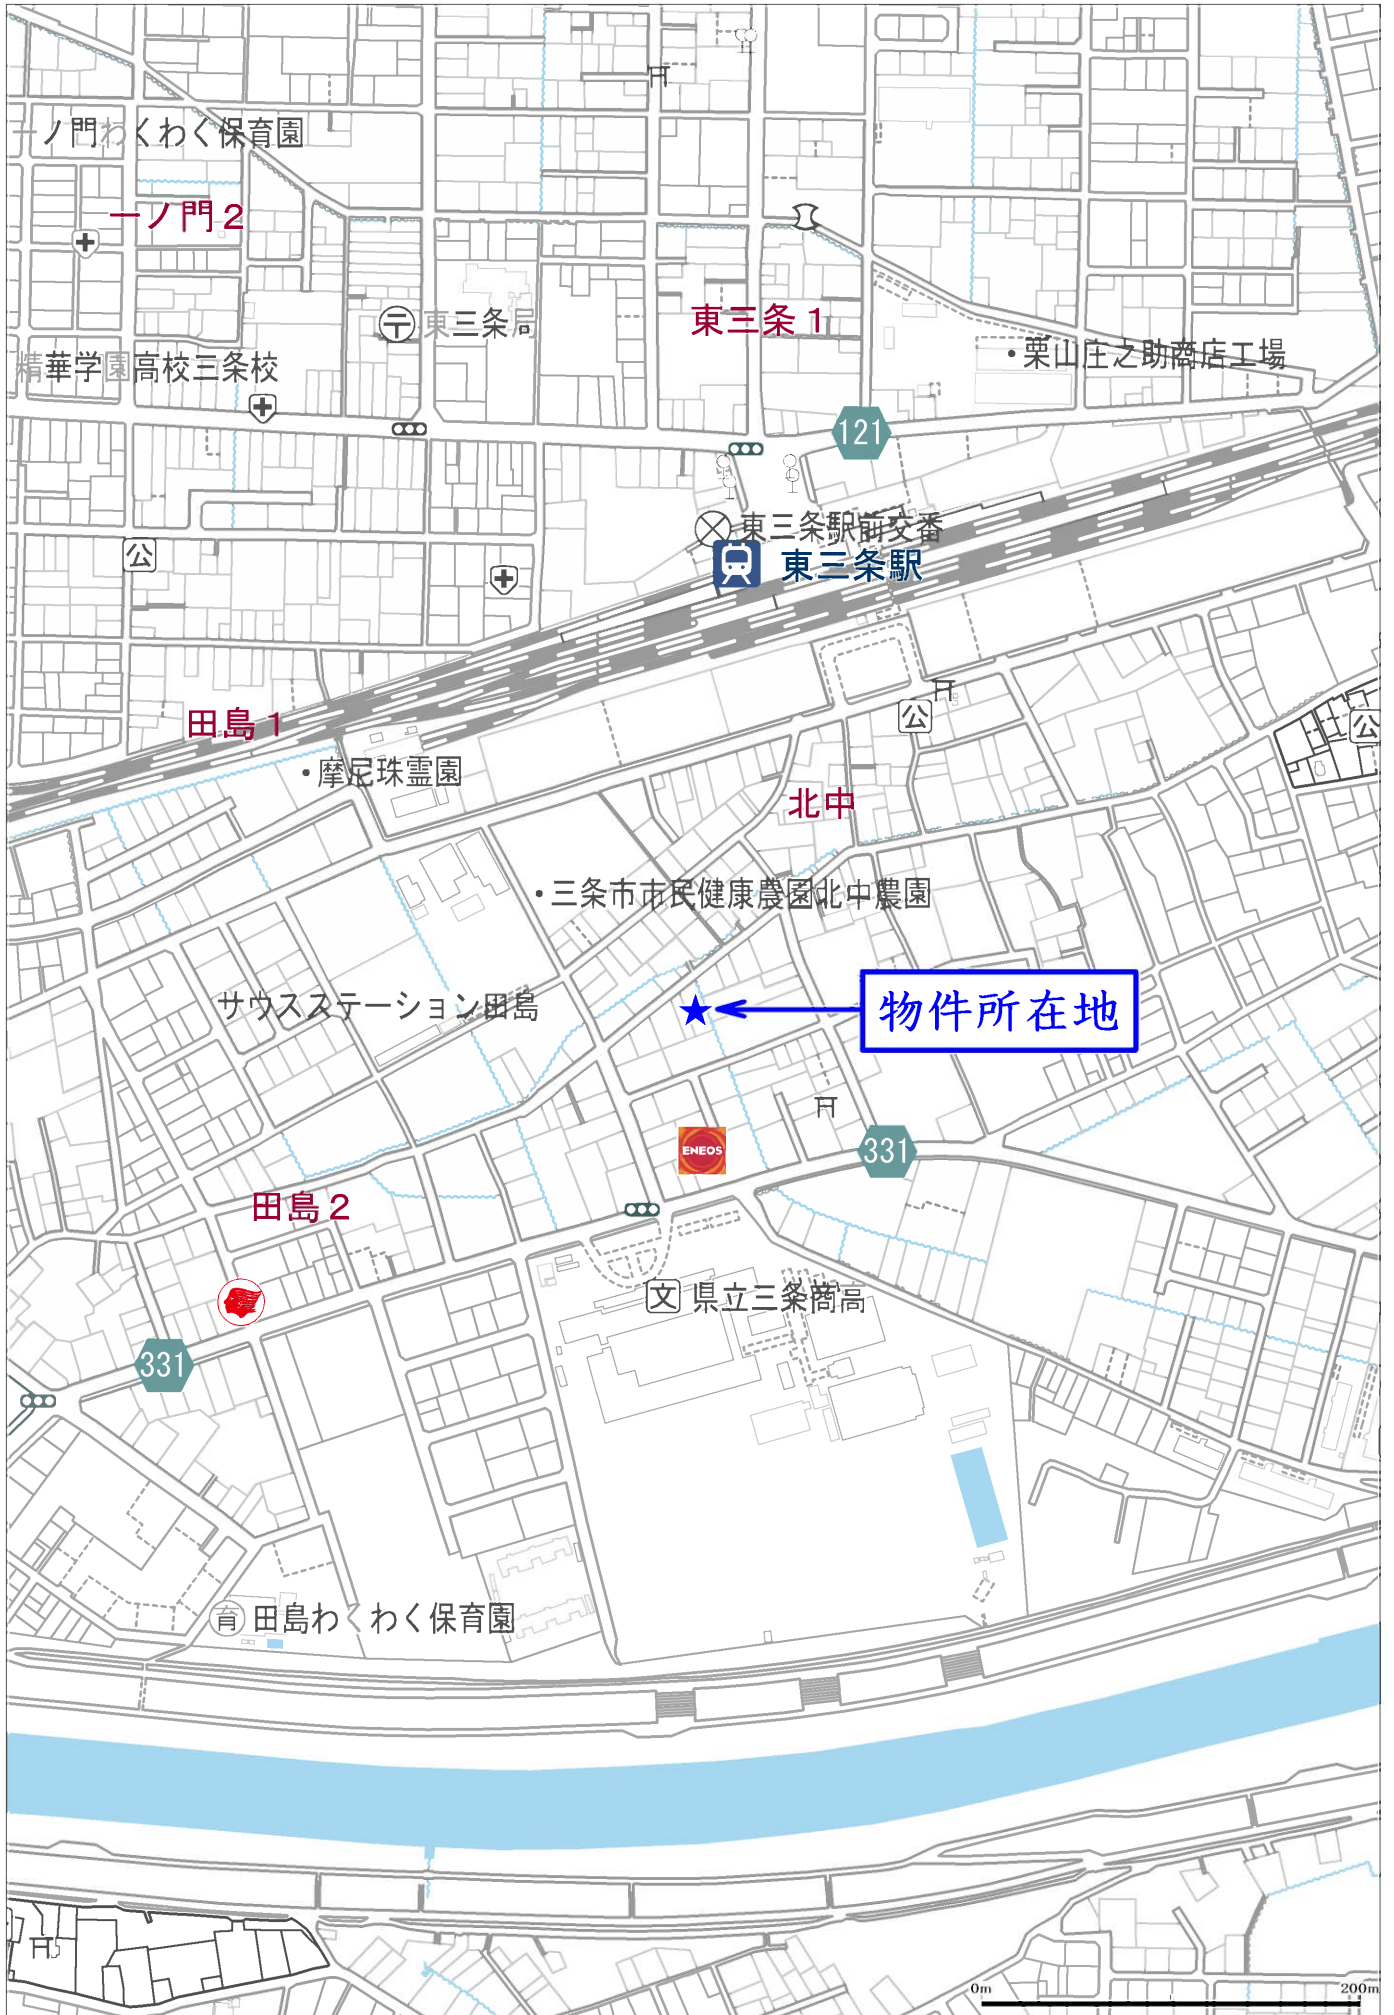 一ノ門わくわく保育園
一ノ門2
東三条局
東三条1
精華学園高校三条校
栗山庄之助商店工場
121
東三条駅前交番
公
東三条駅
田島1
公
公
摩尼珠霊園
北中
三条市市民健康農園北中農園
サウスステーション田島
物件所在地
ENEOS
331
田島2
文 県立三条商高
331
育 田島わくわく保育園
0m
200m